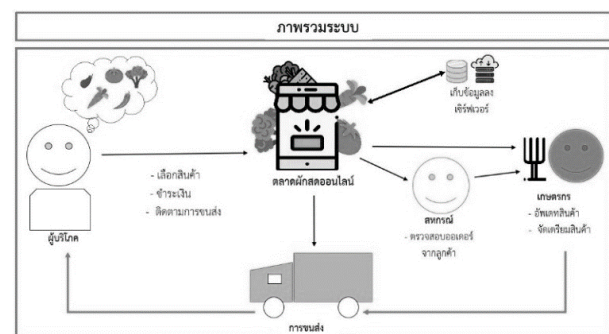 ภาพรวมระบบ
เก็บข้อมูลลง
เซิร์ฟเวอร์
- เลือกสินค้า
- ชำระเงิน
- ติดตามการขนส่ง
ตลาดผักสดออนไลน์
ผู้บริโภค
สหกรณ์
- ตรวจสอบออเดอร์
จากลูกค้า
เกษตรกร
- อัพเดทสินค้า
- จัดเตรียมสินค้า
การขนส่ง